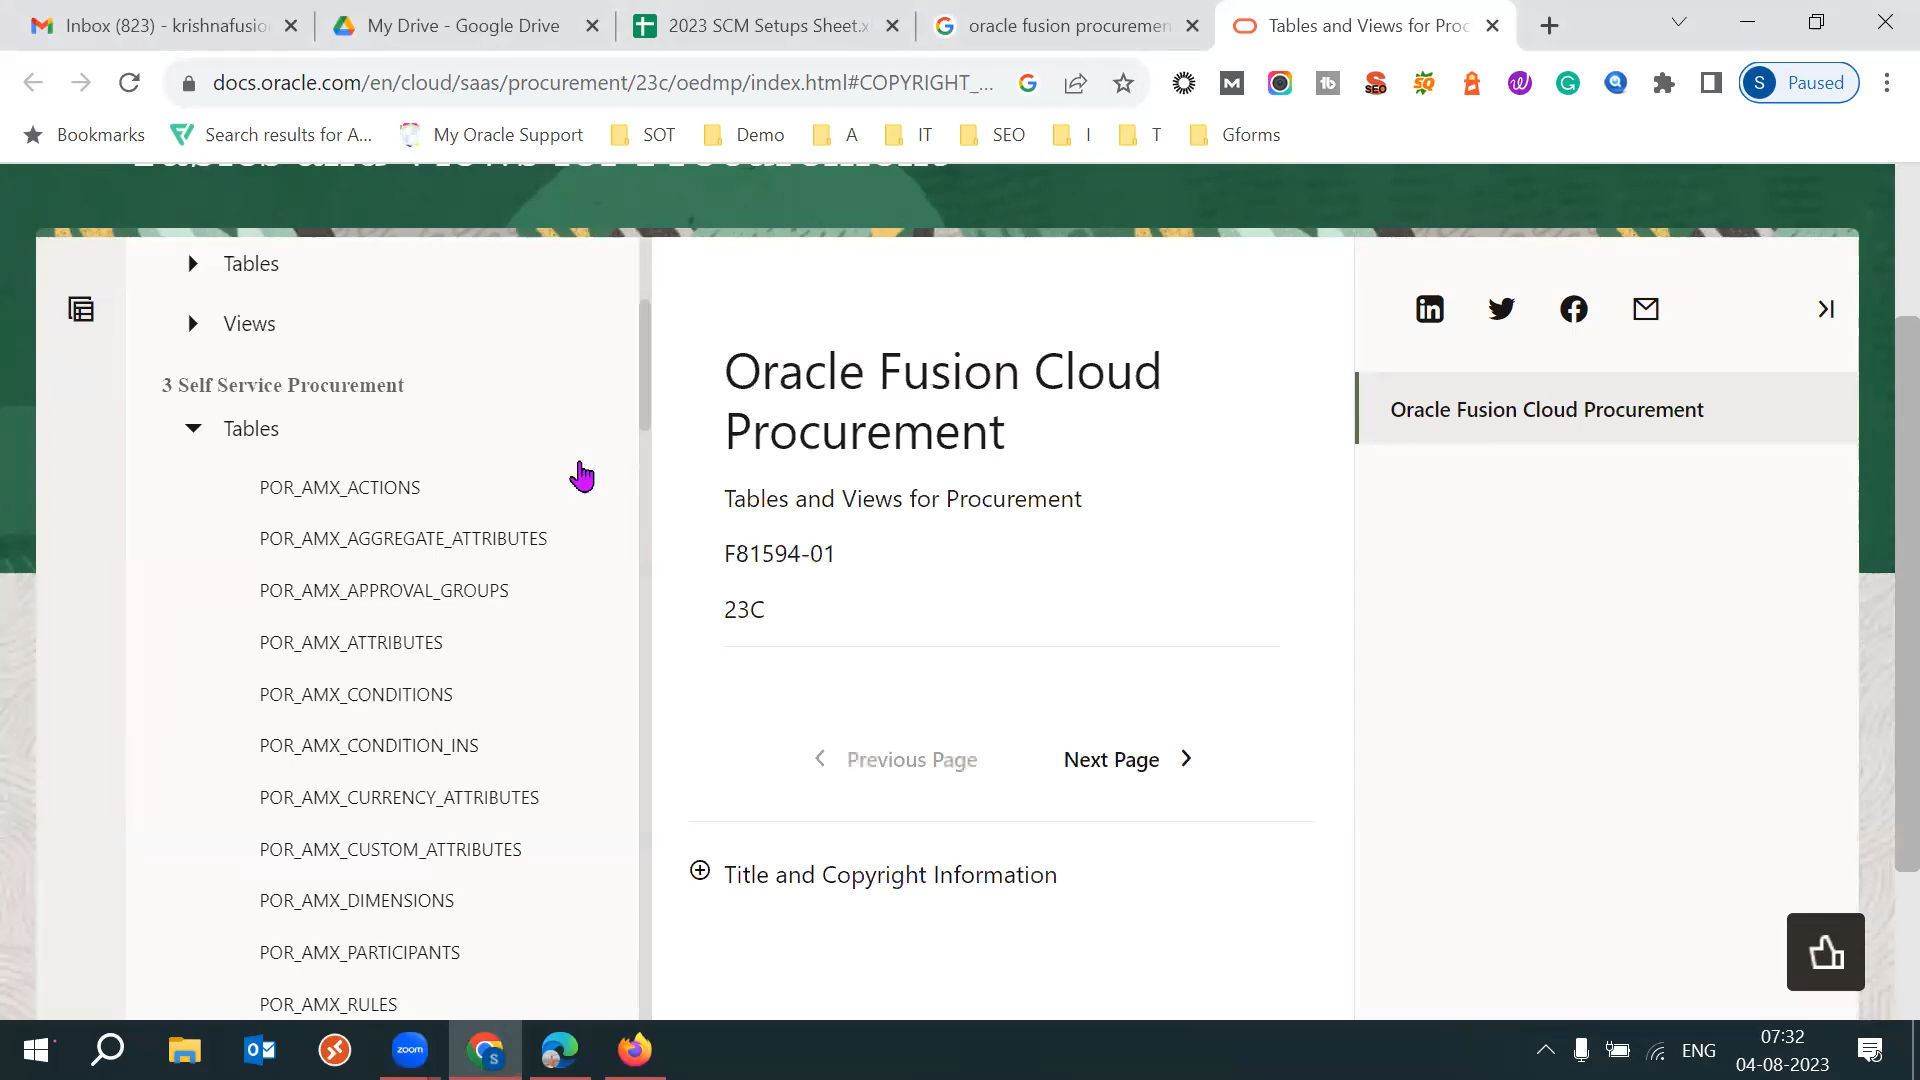 Inbox (823) - krishnafusio
My Drive - Google Drive
2023 SCM Setups Sheet.x
oracle fusion procuremen
Tables and Views for Proc
docs.oracle.com/en/cloud/saas/procurement/23c/oedmp/index.html#COPYRIGHT_...
S Paused
Bookmarks
Search results for A...
My Oracle Support
SOT
Demo
A
IT
SEO
I
T
Gforms
Tables
Views
3 Self Service Procurement
Tables
POR_AMX_ACTIONS
POR_AMX_AGGREGATE_ATTRIBUTES
POR_AMX_APPROVAL_GROUPS
POR_AMX_ATTRIBUTES
POR_AMX_CONDITIONS
POR_AMX_CONDITION_INS
POR_AMX_CURRENCY_ATTRIBUTES
POR_AMX_CUSTOM_ATTRIBUTES
POR_AMX_DIMENSIONS
POR_AMX_PARTICIPANTS
POR_AMX_RULES
Oracle Fusion Cloud
Procurement
Tables and Views for Procurement
F81594-01
23C
Previous Page
Next Page
Title and Copyright Information
Oracle Fusion Cloud Procurement
zoom
ENG
07:32
04-08-2023